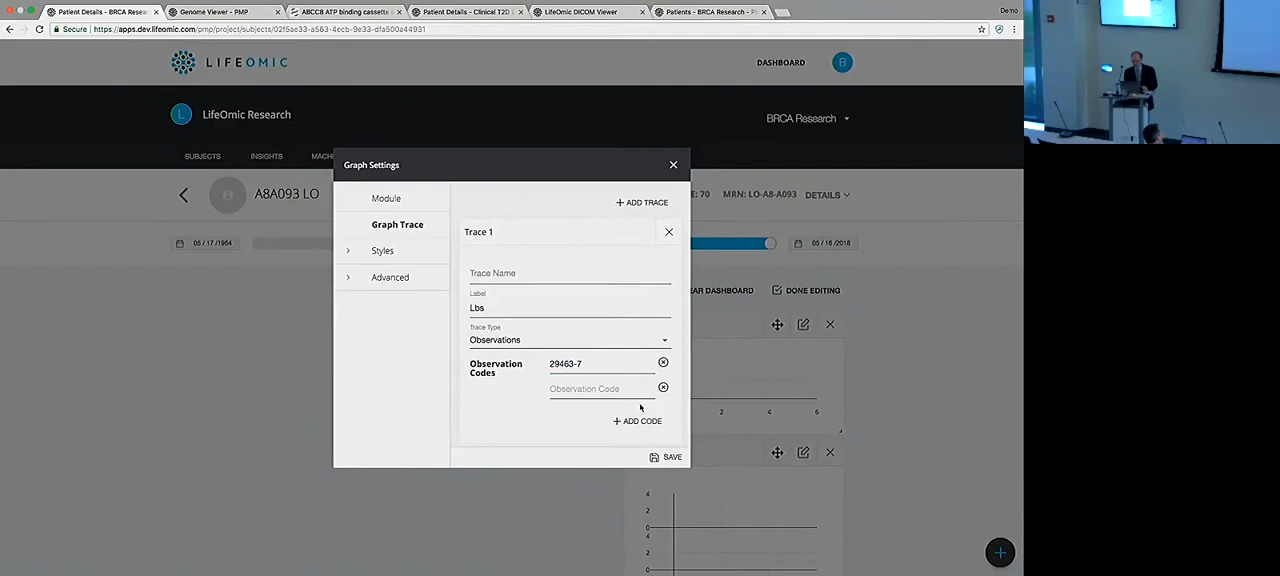 Patient Details - BRCA Resear
Genome Viewer - PMP
ABCC8 ATP binding cassette
Patient Details - Clinical T2D
LifeOmic DICOM Viewer
Patients - BRCA Research - P
Demo
Secure
https://apps.dev.lifeomic.com/pmp/project/subjects/02f5ae33-a563-4ecb-9e33-dfa500a44931
LIFEOMIC
DASHBOARD
B
L
LifeOmic Research
BRCA Research
SUBJECTS
INSIGHTS
MACH
A8A093 LO
E: 70
MRN: LO-A8-A093
DETAILS
05 / 17 /1964
05 / 16 /2018
AR DASHBOARD
DONE EDITING
Graph Settings
Module
Graph Trace
Styles
Advanced
+ ADD TRACE
Trace 1
Trace Name
Label
Lbs
Trace Type
Observations
Observation
Codes
29463-7
Observation Code
+ ADD CODE
SAVE
2 4 6
4
2
0
4
2
0